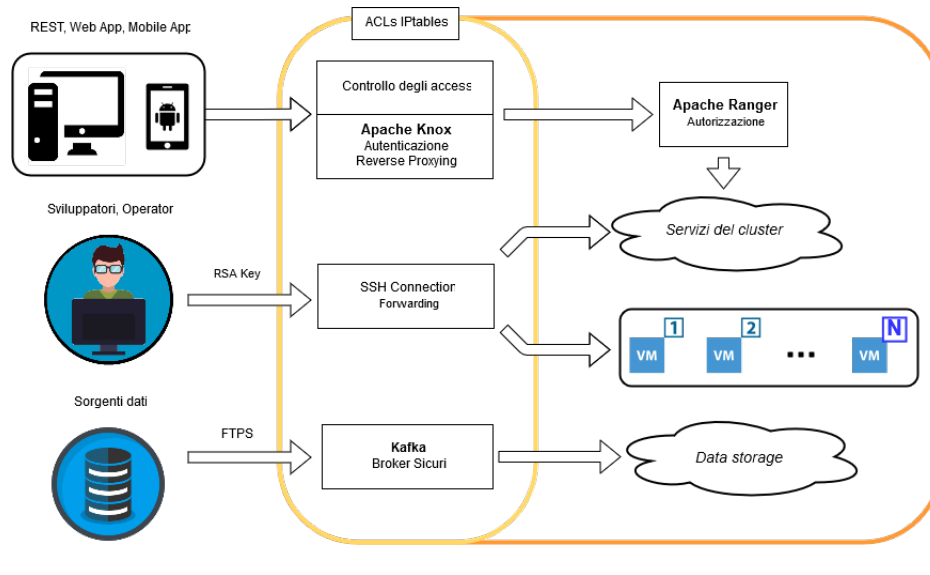 ACLs IPtables
REST, Web App, Mobile App
Controllo degli access
Apache Knox
Autenticazione
Reverse Proxying
Apache Ranger
Autorizzazione
Sviluppatori, Operator
RSA Key
SSH Connection
Forwarding
Servizi del cluster
VM 1
VM 2
...
VM N
Sorgenti dati
FTPS
Kafka
Broker Sicuri
Data storage